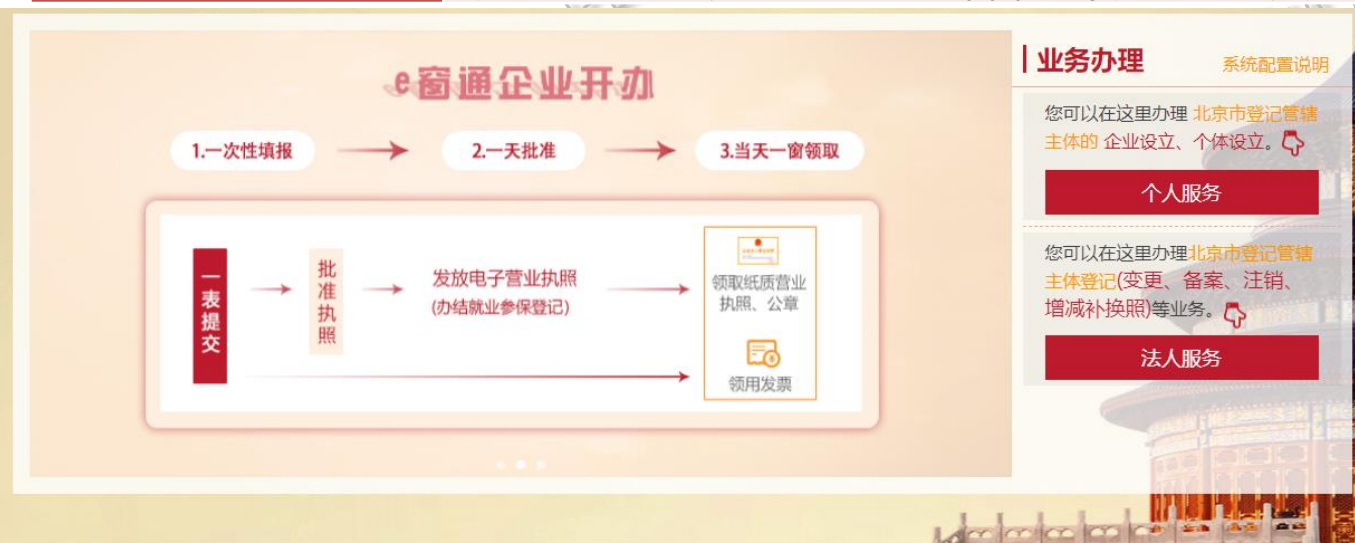 e窗通企业开办
1.一次性填报
2.一天批准
3.当天一窗领取
一表提交
批准执照
发放电子营业执照
(办结就业参保登记)
领取纸质营业
执照、公章
领用发票
业务办理
系统配置说明
您可以在这里办理 北京市登记管辖
主体的 企业设立、个体设立。
个人服务
您可以在这里办理北京市登记管辖
主体登记(变更、备案、注销、
增减补换照)等业务。
法人服务